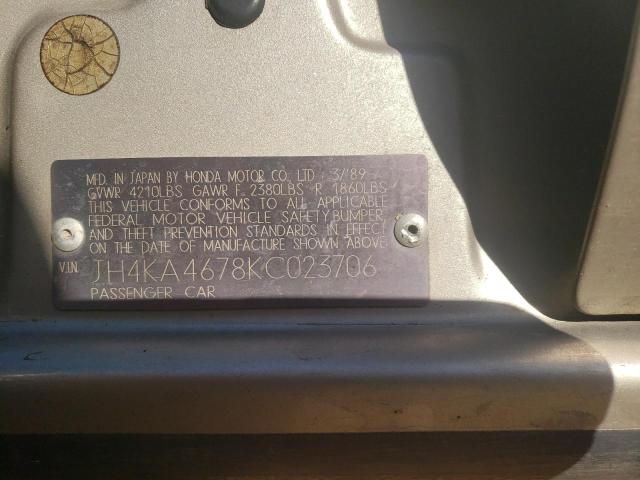 MFD. IN JAPAN BY HONDA MOTOR CO., LTD. 3/'89
GVWR 4210LBS GAWR F 2380LBS R 1860LBS
THIS VEHICLE CONFORMS TO ALL APPLICABLE
FEDERAL MOTOR VEHICLE SAFETY,BUMPER,
AND THEFT PREVENTION STANDARDS IN EFFECT
ON THE DATE OF MANUFACTURE SHOWN ABOVE.
V.I.N. JH4KA4678KC023706
PASSENGER CAR